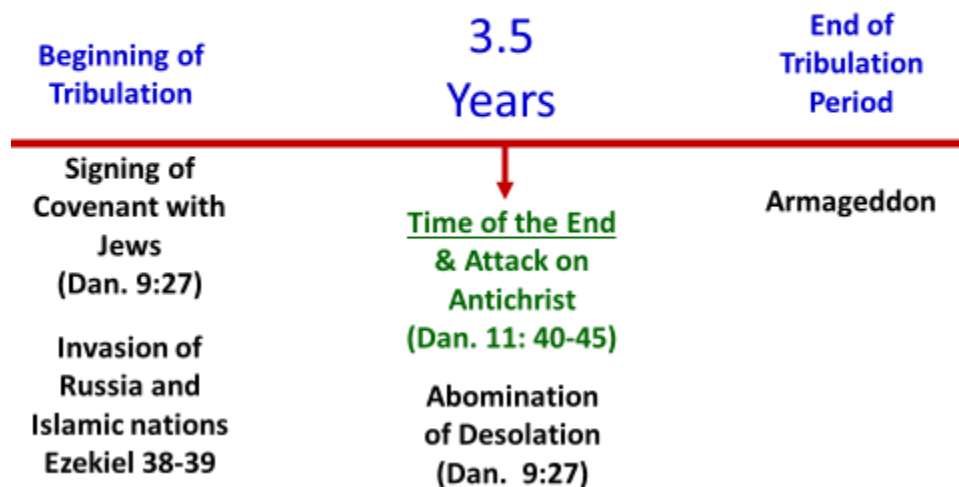 Beginning of
Tribulation
3.5
Years
End of
Tribulation
Period
Signing of
Covenant with
Jews
(Dan. 9:27)
Invasion of
Russia and
Islamic nations
Ezekiel 38-39
Time of the End
& Attack on
Antichrist
(Dan. 11: 40-45)
Abomination
of Desolation
(Dan.  9:27)
Armageddon